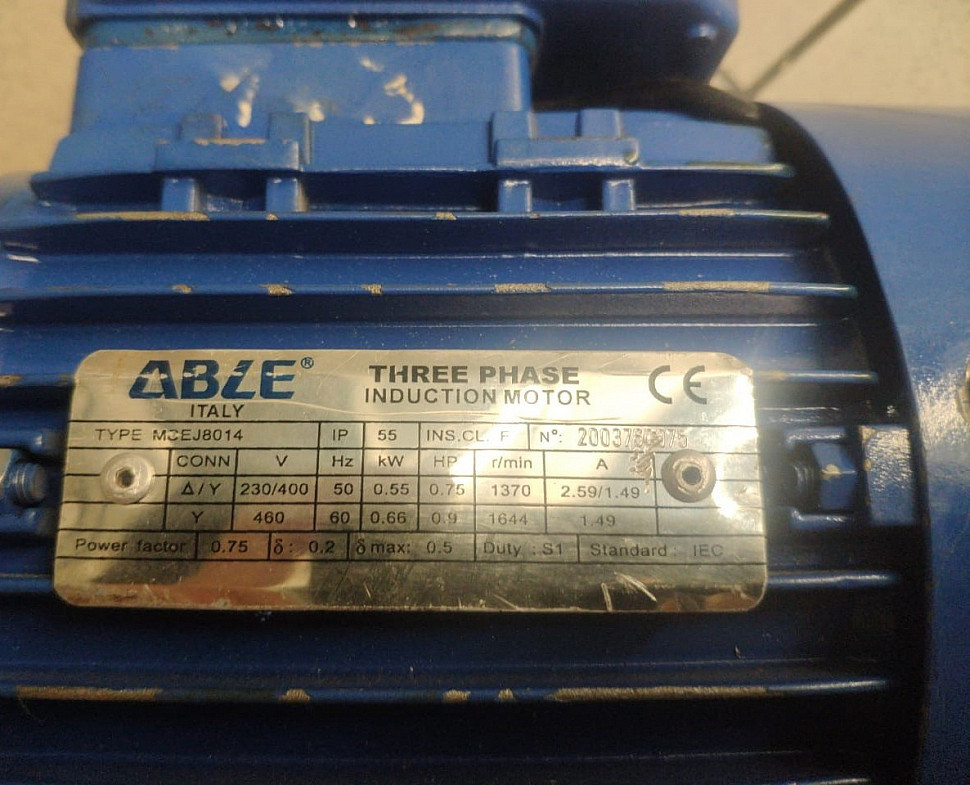 ABLE®
ITALY
THREE PHASE
INDUCTION MOTOR
CE
TYPE M3EJ8014 IP 55 INS.CL. F N°:
CONN V Hz kW HP r/min A
Δ/Y 230/400 50 0.55 0.75 1370 2.59/1.49
Y 460 60 0.66 0.9 1644 1.49
Power factor 0.75 δ: 0.2 δ max: 0.5 Duty : S1 Standard : IEC